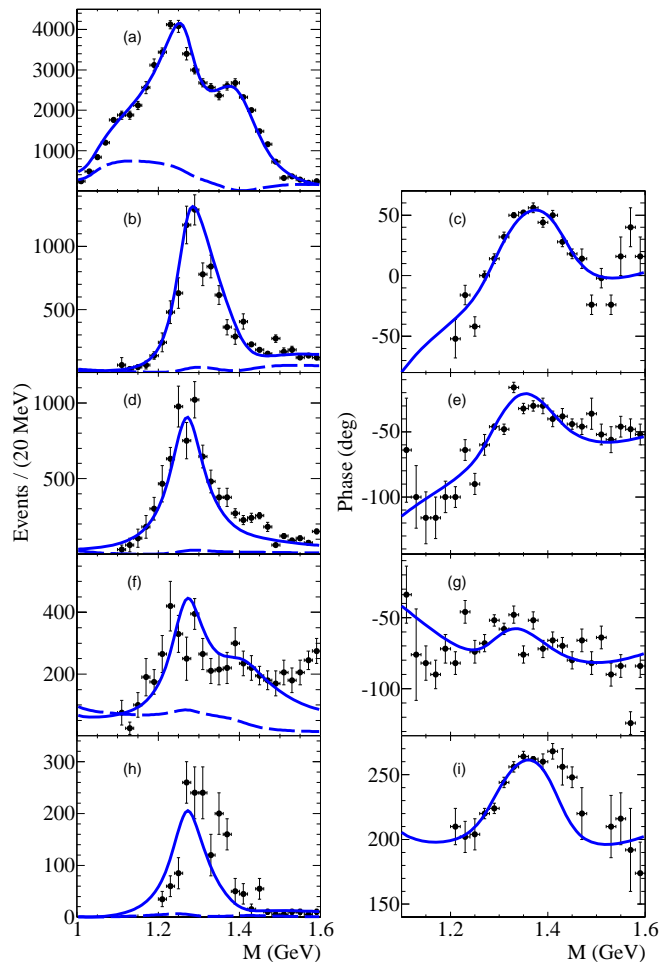 4000
3000
2000
1000
(a)
1000
500
(b)
50
0
-50
(c)
1000
500
(d)
-50
-100
(e)
400
200
(f)
-50
-100
(g)
300
200
100
0
(h)
250
200
150
(i)
Events / (20 MeV)
Phase (deg)
1 1.2 1.4 1.6
1.2 1.4 1.6
M (GeV)
M (GeV)